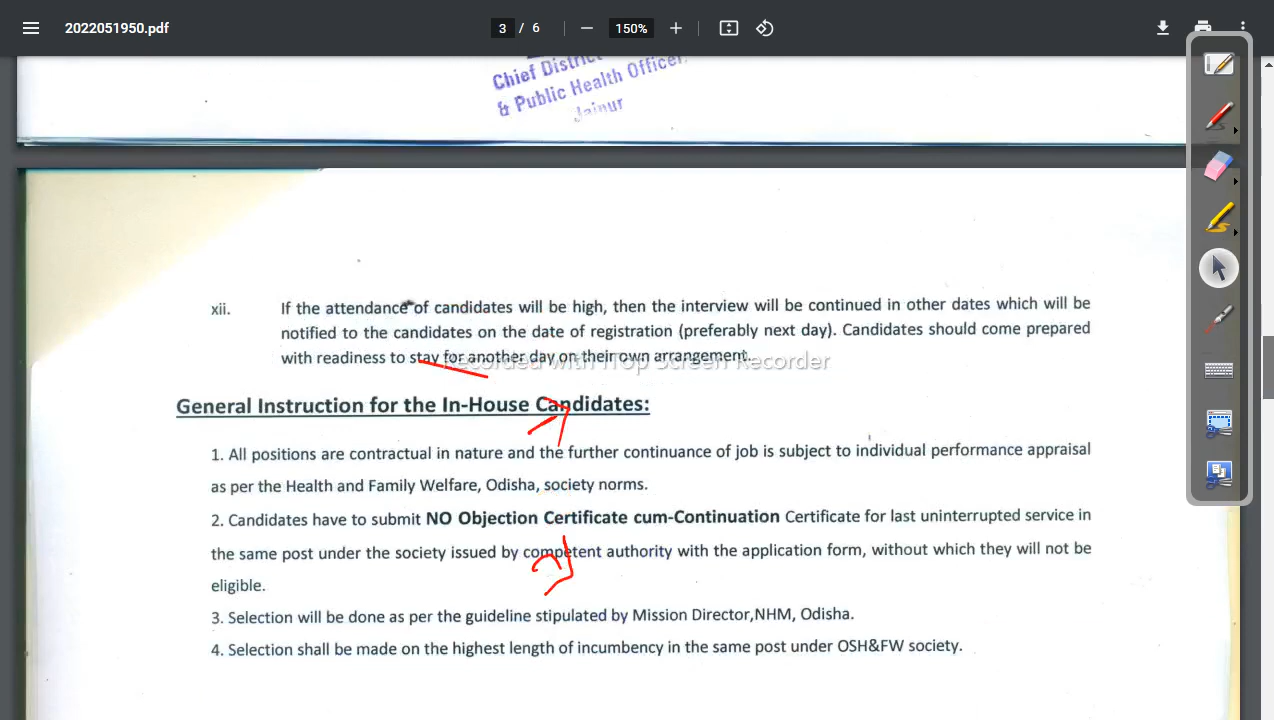 2022051950.pdf
3 / 6
150%
Chief District
& Public Health Officer
Jajpur
xii. If the attendance of candidates will be high, then the interview will be continued in other dates which will be
notified to the candidates on the date of registration (preferably next day). Candidates should come prepared
with readiness to stay for another day on their own arrangement.
Recorded with iTop Screen Recorder
General Instruction for the In-House Candidates:
1. All positions are contractual in nature and the further continuance of job is subject to individual performance appraisal
as per the Health and Family Welfare, Odisha, society norms.
2. Candidates have to submit NO Objection Certificate cum-Continuation Certificate for last uninterrupted service in
the same post under the society issued by competent authority with the application form, without which they will not be
eligible.
3. Selection will be done as per the guideline stipulated by Mission Director,NHM, Odisha.
4. Selection shall be made on the highest length of incumbency in the same post under OSH&FW society.